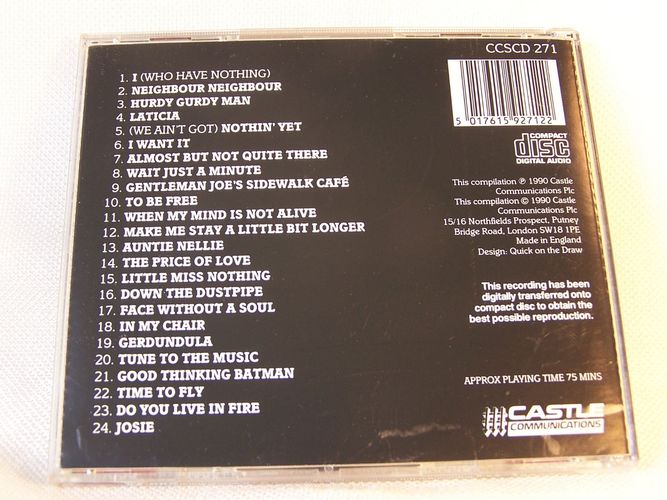 CCSCD 271
1. I (WHO HAVE NOTHING)
2. NEIGHBOUR NEIGHBOUR
3. HURDY GURDY MAN
4. LATICIA
5. (WE AIN'T GOT) NOTHIN' YET
6. I WANT IT
7. ALMOST BUT NOT QUITE THERE
8. WAIT JUST A MINUTE
9. GENTLEMAN JOE'S SIDEWALK CAFÉ
10. TO BE FREE
11. WHEN MY MIND IS NOT ALIVE
12. MAKE ME STAY A LITTLE BIT LONGER
13. AUNTIE NELLIE
14. THE PRICE OF LOVE
15. LITTLE MISS NOTHING
16. DOWN THE DUSTPIPE
17. FACE WITHOUT A SOUL
18. IN MY CHAIR
19. GERDUNDULA
20. TUNE TO THE MUSIC
21. GOOD THINKING BATMAN
22. TIME TO FLY
23. DO YOU LIVE IN FIRE
24. JOSIE
5 017615 927122
COMPACT
disc
DIGITAL AUDIO
This compilation ℗ 1990 Castle
Communications Plc
This compilation © 1990 Castle
Communications Plc
15/16 Northfields Prospect, Putney
Bridge Road, London SW18 1PE
Made in England
Design: Quick on the Draw
This recording has been
digitally transferred onto
compact disc to obtain the
best possible reproduction.
APPROX PLAYING TIME 75 MINS
CASTLE
COMMUNICATIONS